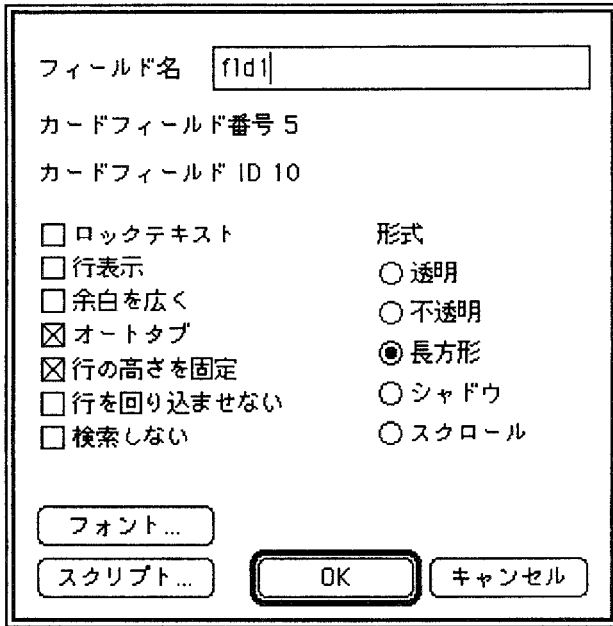 フィールド名 fld1
カードフィールド番号 5
カードフィールド ID 10
ロックテキスト
行表示
余白を広く
オートタブ
行の高さを固定
行を回り込ませない
検索しない
形式
透明
不透明
長方形
シャドウ
スクロール
フォント...
スクリプト...
OK
キャンセル